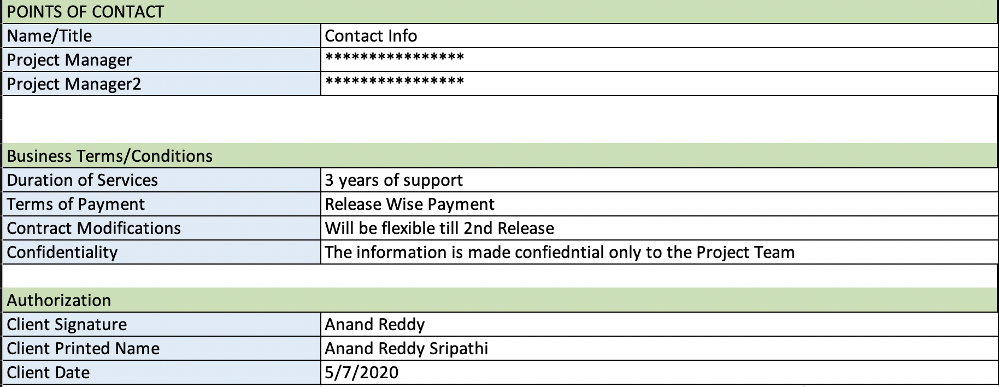 POINTS OF CONTACT
Name/Title Contact Info
Project Manager ****************
Project Manager2 ****************
Business Terms/Conditions
Duration of Services 3 years of support
Terms of Payment Release Wise Payment
Contract Modifications Will be flexible till 2nd Release
Confidentiality The information is made confiedntial only to the Project Team
Authorization
Client Signature Anand Reddy
Client Printed Name Anand Reddy Sripathi
Client Date 5/7/2020